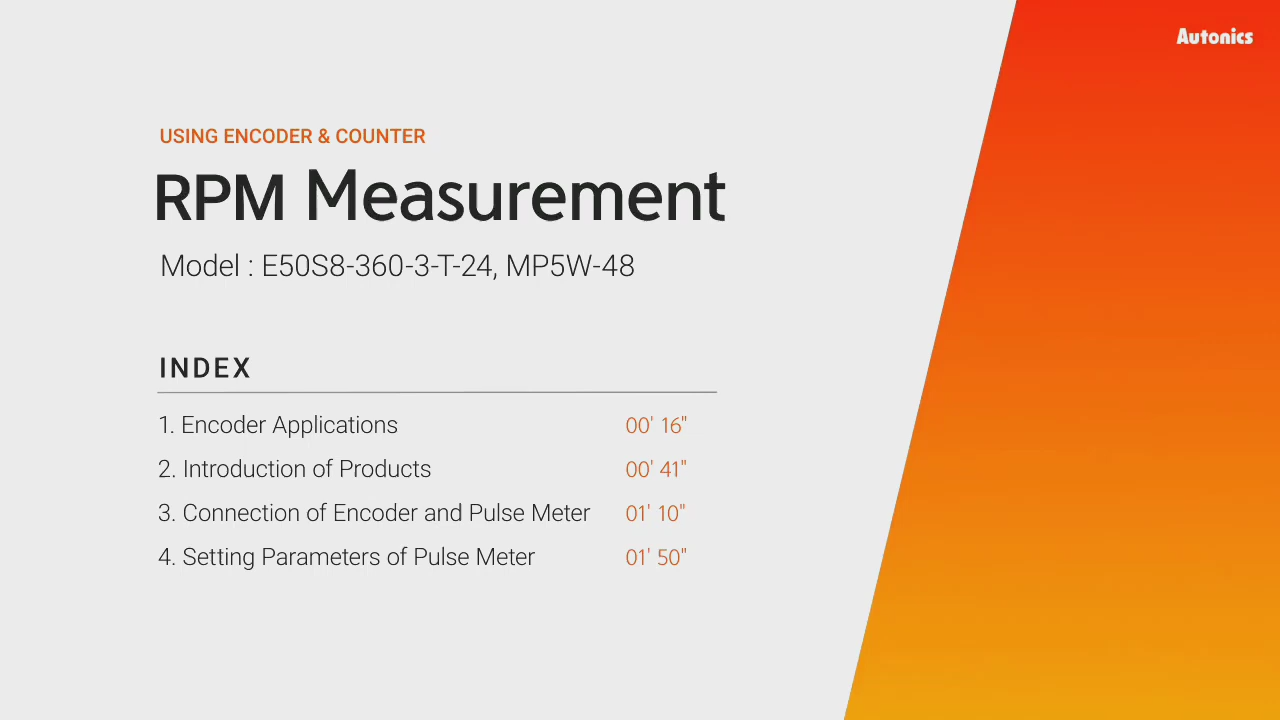 Autonics
USING ENCODER & COUNTER
RPM Measurement
Model : E50S8-360-3-T-24, MP5W-48
INDEX
1. Encoder Applications 00' 16"
2. Introduction of Products 00' 41"
3. Connection of Encoder and Pulse Meter 01' 10"
4. Setting Parameters of Pulse Meter 01' 50"